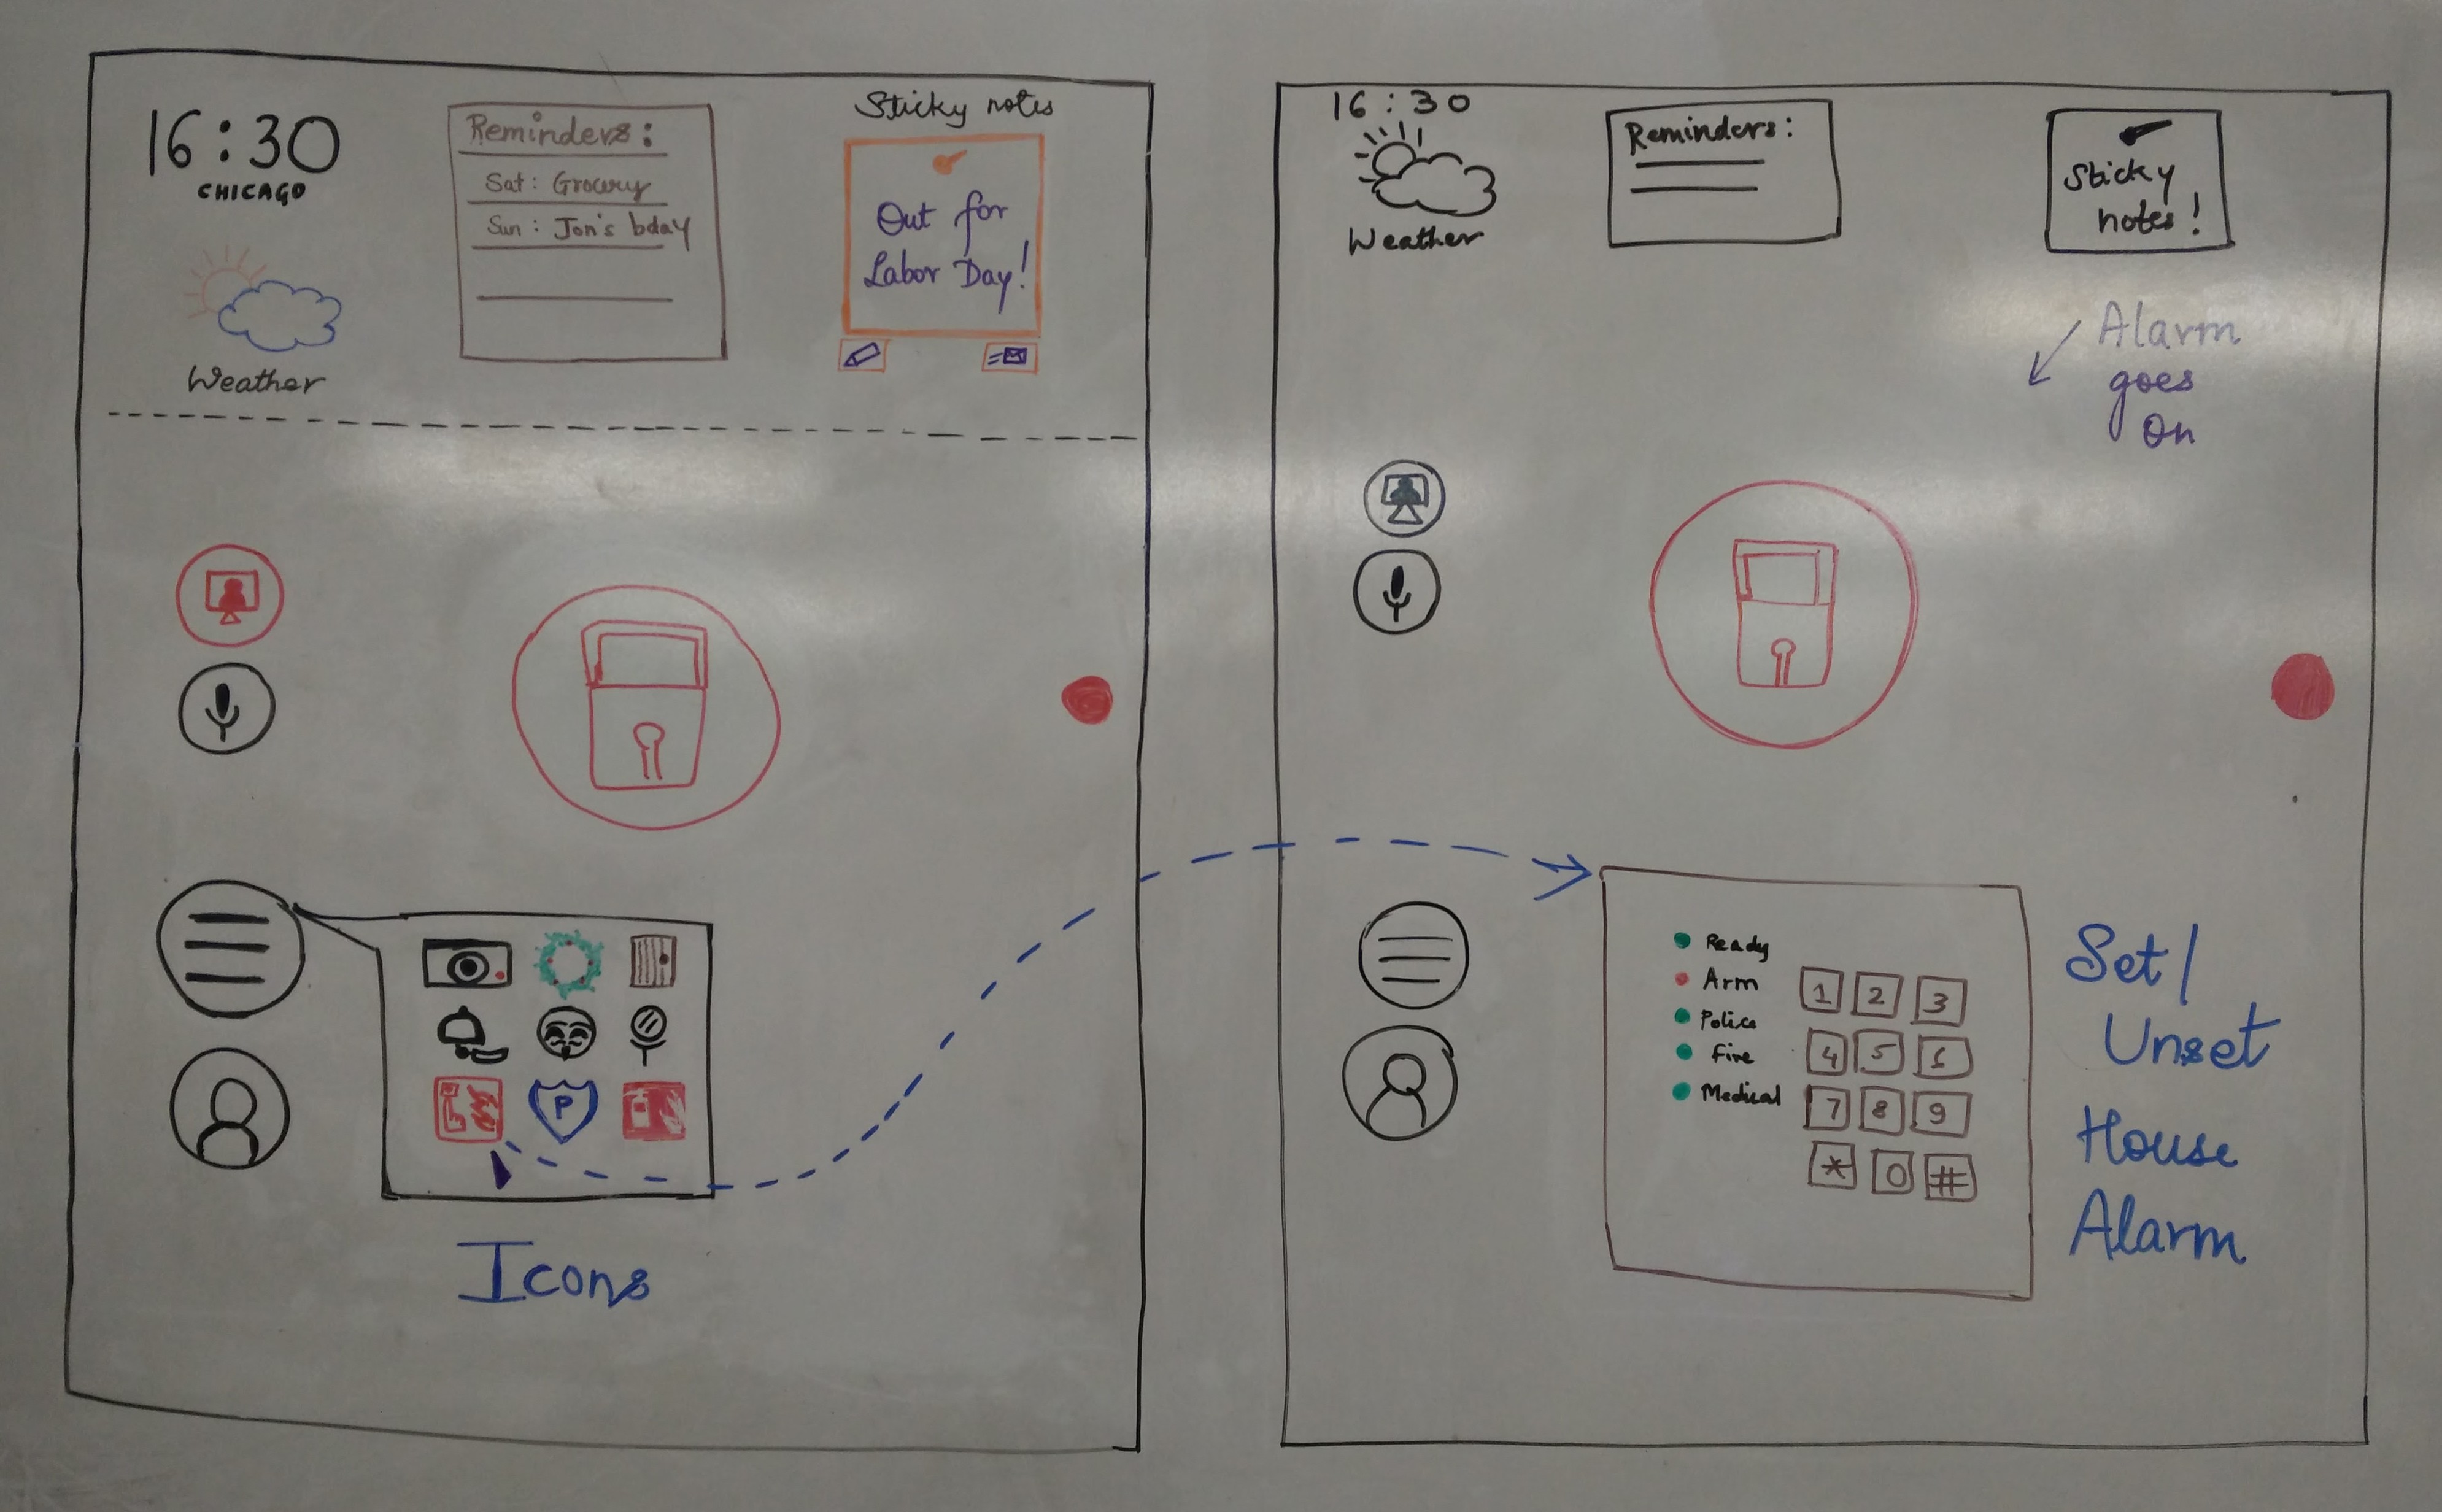 16:30
CHICAGO
Weather
Reminders:
Sat: Grocery
Sun: Jon's bday
Sticky notes
Out for
Labor Day!
P
Icons
16:30
Weather
Reminders:
Sticky
notes!
Alarm
goes
On
Ready
Arm
Police
Fire
Medical
1 2 3
4 5 6
7 8 9
* 0 #
Set/
Unset
House
Alarm